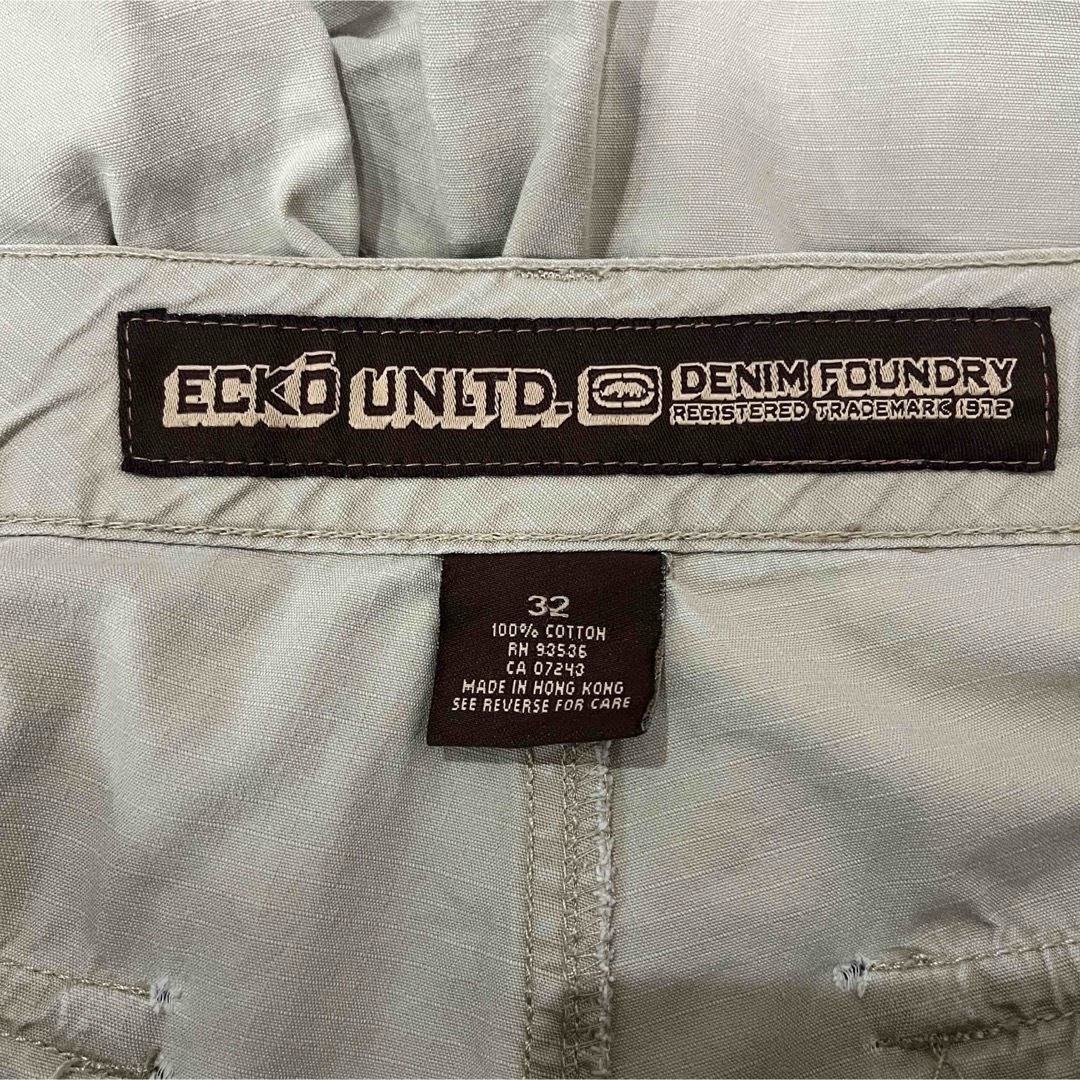 ECKŌ UNLTD. DENIM FOUNDRY
REGISTERED TRADEMARK 1972
32
100% COTTON
RN 93536
CA 07243
MADE IN HONG KONG
SEE REVERSE FOR CARE